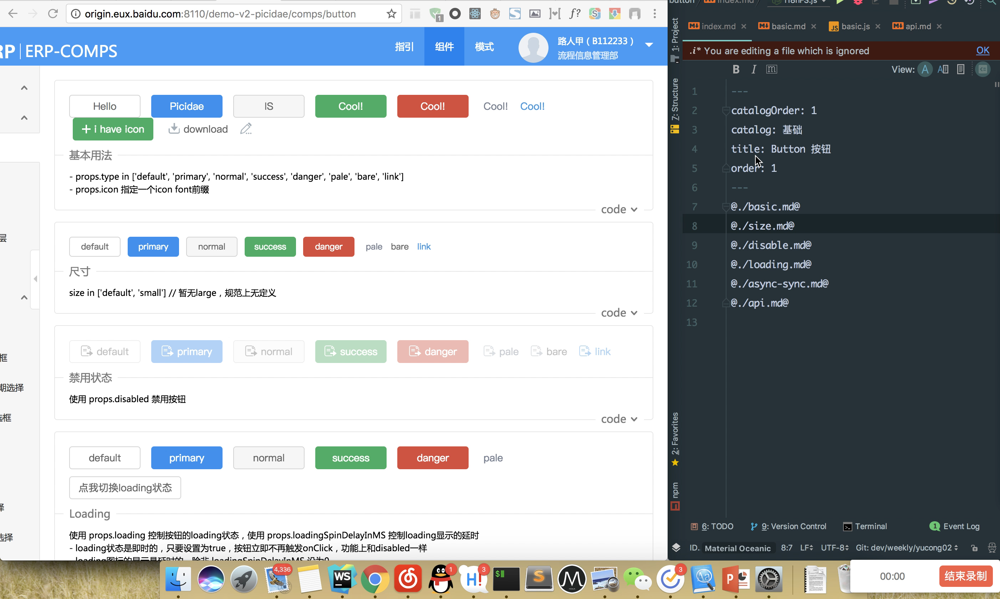 origin.eux.baidu.com:8110/demo-v2-picidae/comps/button
1
f?
RP
ERP-COMPS
指引
组件
模式
路人甲（B112233）
流程信息管理部
Hello
Picidae
IS
Cool!
Cool!
Cool!
Cool!
i have icon
download
基本用法
- props.type in ['default', 'primary', 'normal', 'success', 'danger', 'pale', 'bare', 'link']
- props.icon 指定一个icon font前缀
code
default
primary
normal
success
danger
pale
bare
link
尺寸
size in ['default', 'small'] // 暂无large，规范上无定义
code
default
primary
normal
success
danger
pale
bare
link
禁用状态
使用 props.disabled 禁用按钮
code
default
primary
normal
success
danger
pale
点我切换loading状态
Loading
使用 props.loading 控制按钮的loading状态，使用 props.loadingSpinDelayInMS 控制loading显示的延时
- loading状态是即时的，只要设置为true，按钮立即不再触发onClick，功能上和disabled一样
层
框
期选择
选框
择
选择
1: Project
7: Structure
2: Favorites
npm
index.md
basic.md
JS
basic.js
api.md
.i* You are editing a file which is ignored
OK
B
I
m
View:
A
1 ---
2 catalogOrder: 1
3 catalog: 基础
4 title: Button 按钮
5 order: 1
6 ---
7 @./basic.md@
8 @./size.md@
9 @./disable.md@
10 @./loading.md@
11 @./async-sync.md@
12 @./api.md@
13
6: TODO
9: Version Control
Terminal
1
Event Log
ID.
Material Oceanic
8:7
LF
UTF-8
Git: dev/weekly/yucong02
4,336
WS
1
H!
3
$
S
M
3
Aa
P
00:00
结束录制